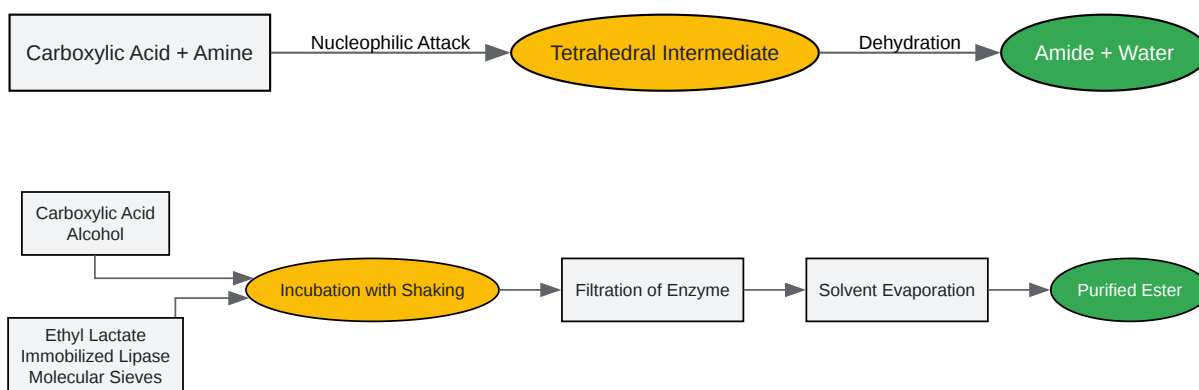 Carboxylic Acid + Amine
Nucleophilic Attack
Tetrahedral Intermediate
Dehydration
Amide + Water
Carboxylic Acid
Alcohol
Ethyl Lactate
Immobilized Lipase
Molecular Sieves
Incubation with Shaking
Filtration of Enzyme
Solvent Evaporation
Purified Ester